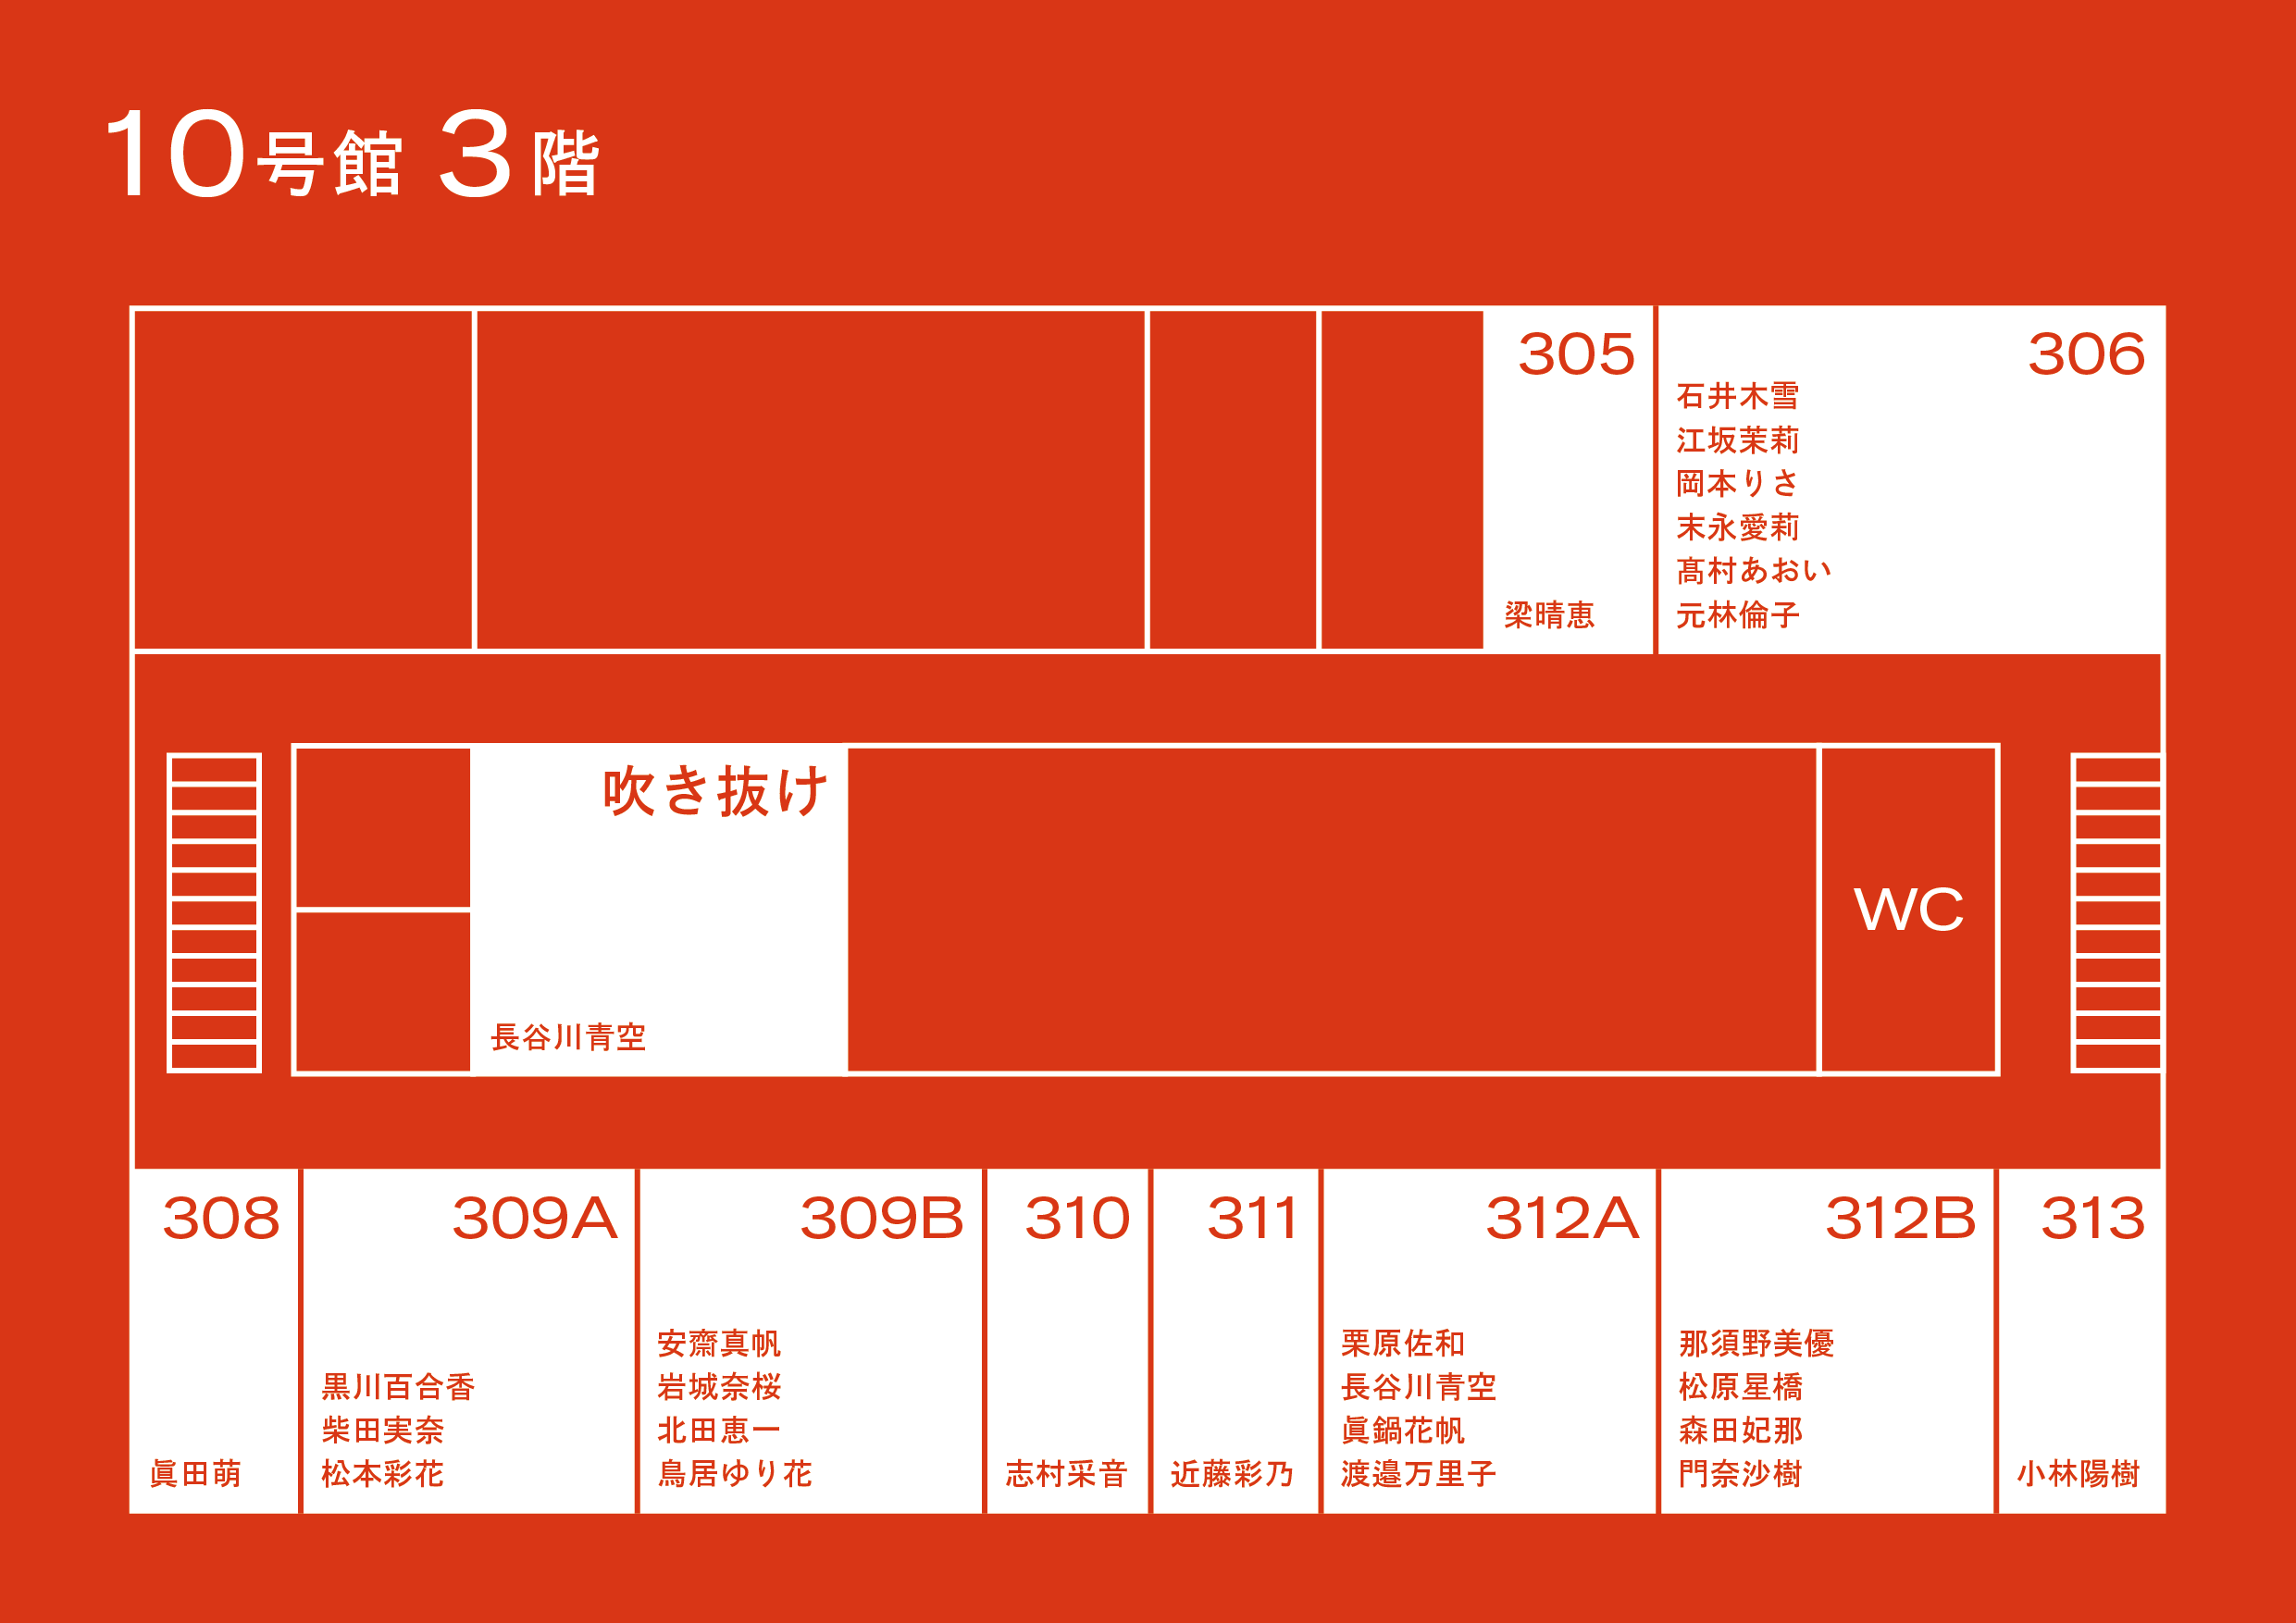 10号館 3階
305
梁晴恵
306
石井木雪
江坂茉莉
岡本りさ
末永愛莉
髙村あおい
元林倫子
吹き抜け
長谷川青空
WC
308
眞田萌
309A
黒川百合香
柴田実奈
松本彩花
309B
安齋真帆
岩城奈桜
北田恵一
鳥居ゆり花
310
志村采音
311
近藤彩乃
312A
栗原佐和
長谷川青空
眞鍋花帆
渡邉万里子
312B
那須野美優
松原星橋
森田妃那
門奈沙樹
313
小林陽樹